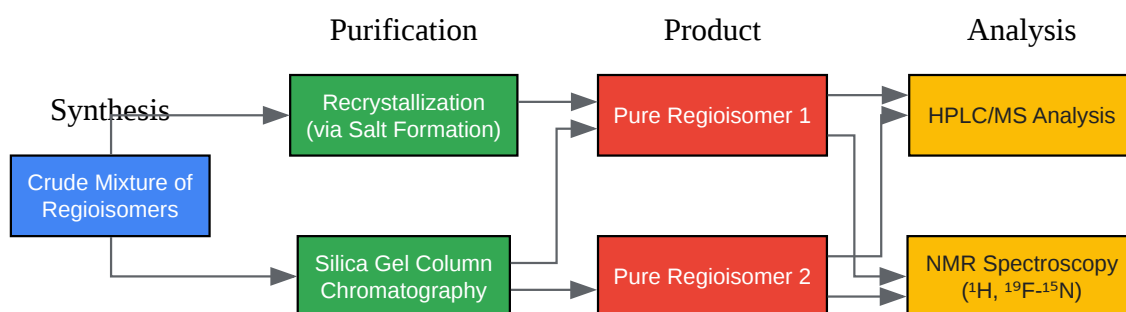 Purification
Product
Analysis
Synthesis
Recrystallization
(via Salt Formation)
Pure Regioisomer 1
HPLC/MS Analysis
Crude Mixture of
Regioisomers
Silica Gel Column
Chromatography
Pure Regioisomer 2
NMR Spectroscopy
(¹H, ¹⁹F-¹⁵N)